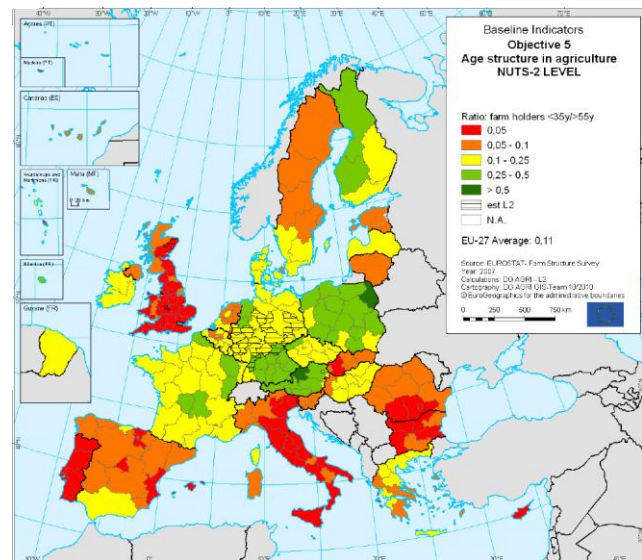 Baseline Indicators
Objective 5
Age structure in agriculture
NUTS-2 LEVEL
Ratio: farm holders <35y/>55y
0,05
0,05 - 0,1
0,1 - 0,25
0,25 - 0,5
> 0,5
est L2
N.A.
EU-27 Average: 0,11
Source: EUROSTAT- Farm Structure Survey
Year: 2007
Calculations: DG AGRI - L2
Cartography: DG AGRI GIS-Team 10/2010
© EuroGeographics for the administrative boundaries
0 250 500 750 km
Açores (PT)
Madeira (PT)
Canarias (ES)
Malta (MT)
Guyane (FR)